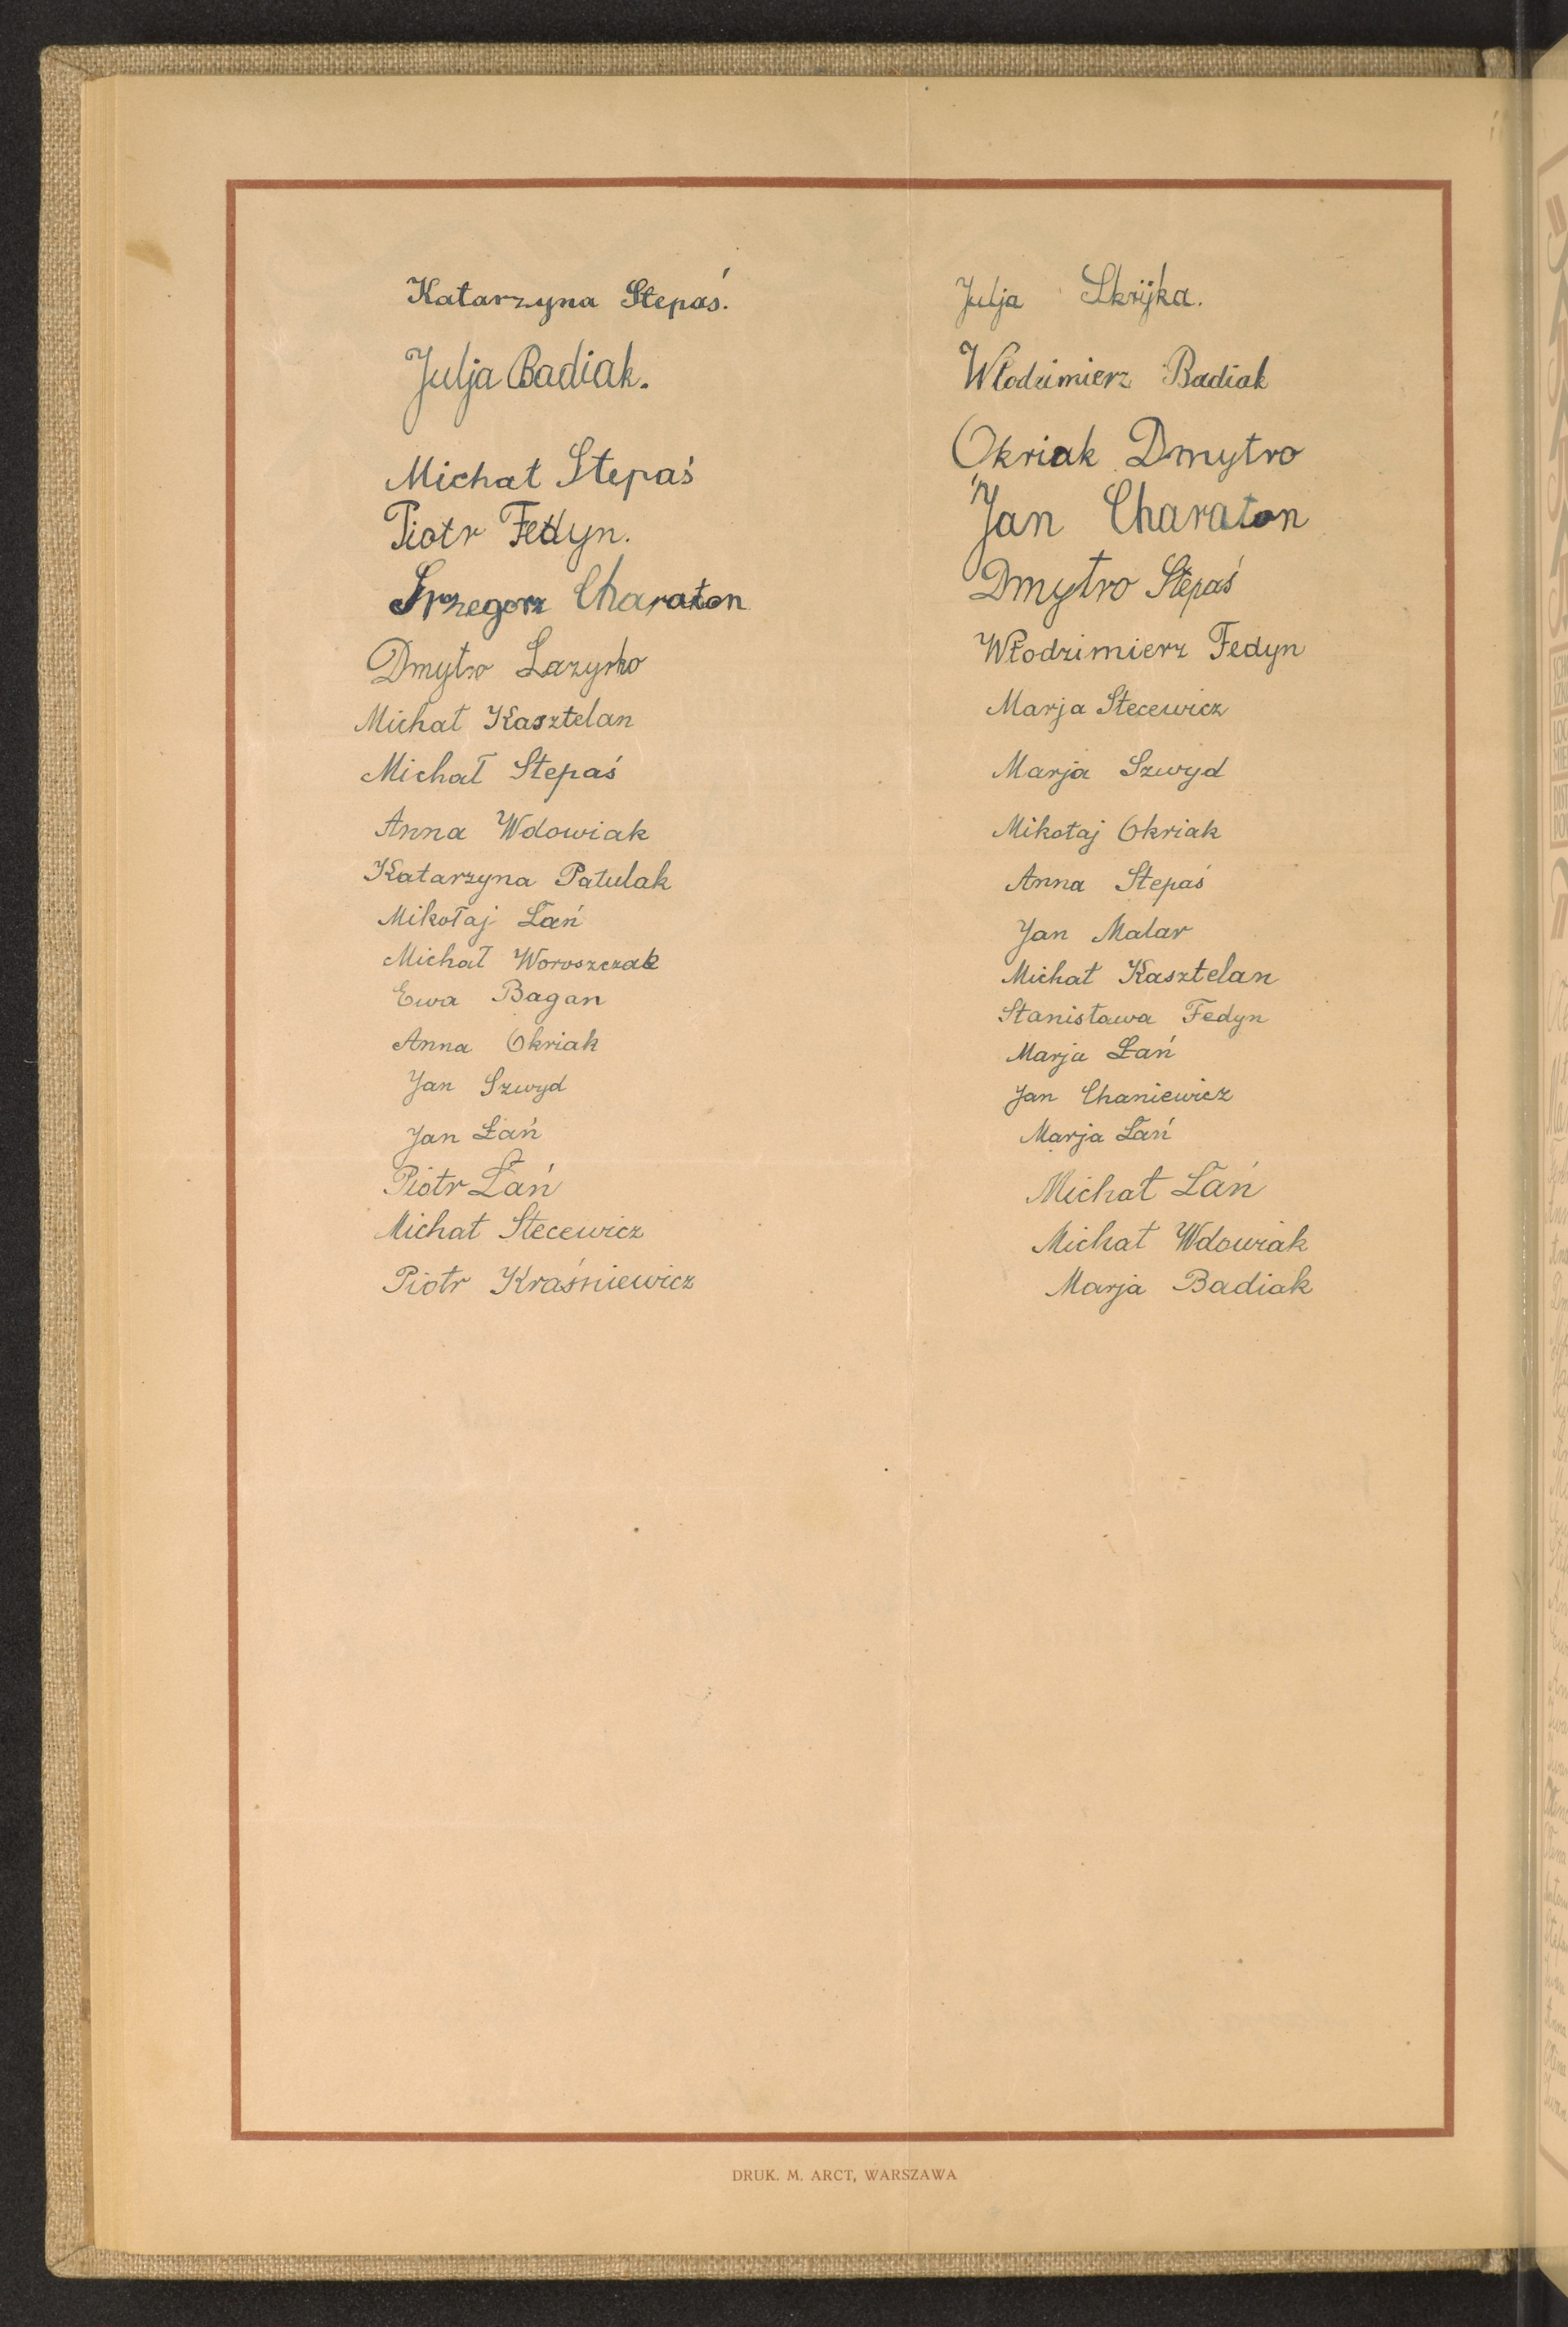 Katarzyna Stepaś.
Julja Badiak.
Michał Stepaś
Piotr Fedyn.
Grzegorz Charaton
Dmytro Łazyrko
Michał Kasztelan
Michał Stepaś
Anna Wdowiak
Katarzyna Patulak
Mikołaj Łań
Michał Woroszczak
Ewa Bagan
Anna Okriak
Jan Szwyd
Jan Łań
Piotr Łań
Michał Stecewicz
Piotr Kraśniewicz
Julja Skrijka.
Włodzimierz Badiak
Okriak Dmytro
Jan Charaton
Dmytro Stepaś
Włodzimierz Fedyn
Marja Stecewicz
Marja Szwyd
Mikołaj Okriak
Anna Stepaś
Jan Malar
Michał Kasztelan
Stanisława Fedyn
Marja Łań
Jan Chaniewicz
Marja Łań
Michał Łań
Michał Wdowiak
Marja Badiak
DRUK. M. ARCT, WARSZAWA